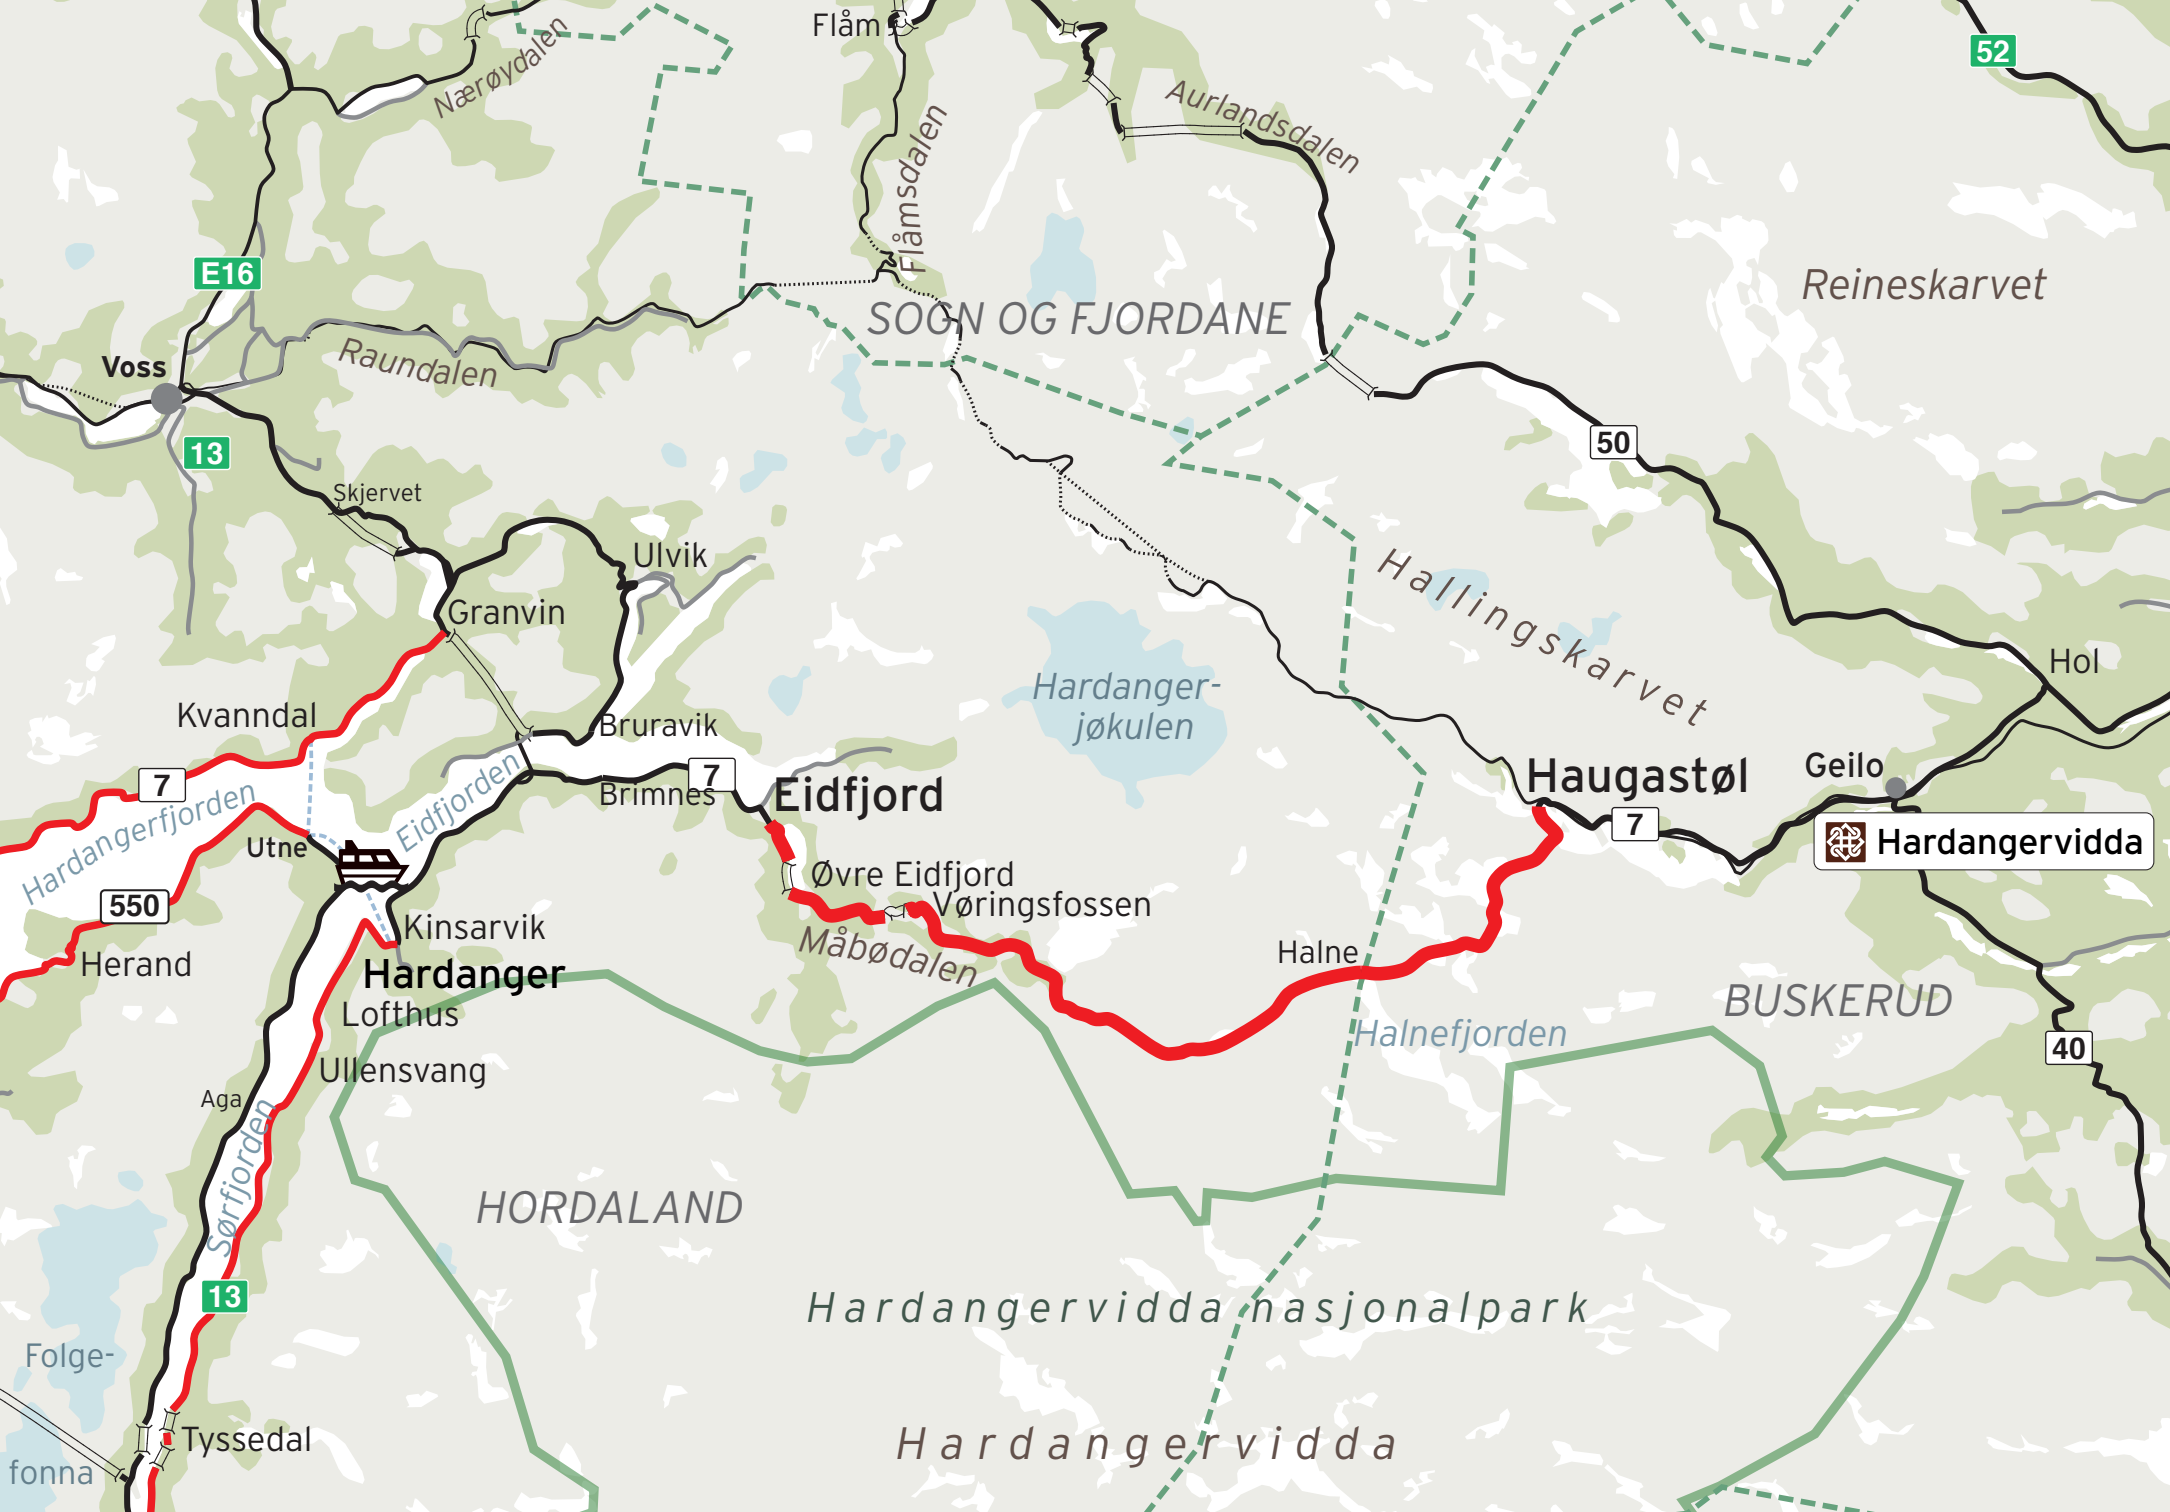 Flåm
52
Nærøydalen
Aurlandsdalen
Flåmsdalen
E16
Reineskarvet
SOGN OG FJORDANE
Voss
Raundalen
13
50
Skjervet
Ulvik
Hallingskarvet
Granvin
Hol
Hardanger-
jøkulen
Kvanndal
Bruravik
7
Eidfjorden
7
Brimnes
Eidfjord
Haugastøl
Geilo
7
Hardangerfjorden
Utne
Hardangervidda
Øvre Eidfjord
Vøringsfossen
550
Kinsarvik
Måbødalen
Halne
Herand
Hardanger
Lofthus
BUSKERUD
Halnefjorden
40
Ullensvang
Aga
Sørfjorden
HORDALAND
13
Hardangervidda nasjonalpark
Folge-
fonna
Tyssedal
Hardangervidda